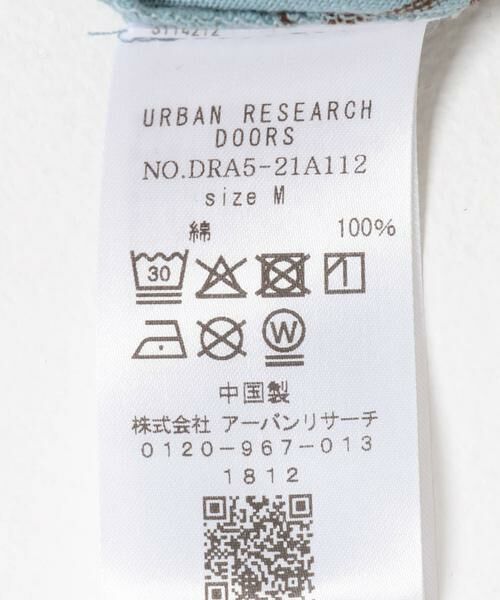 URBAN RESEARCH
DOORS
NO.DRA5-21A112
size M
綿 100%
30
W
中国製
株式会社 アーバンリサーチ
0120-967-013
1812